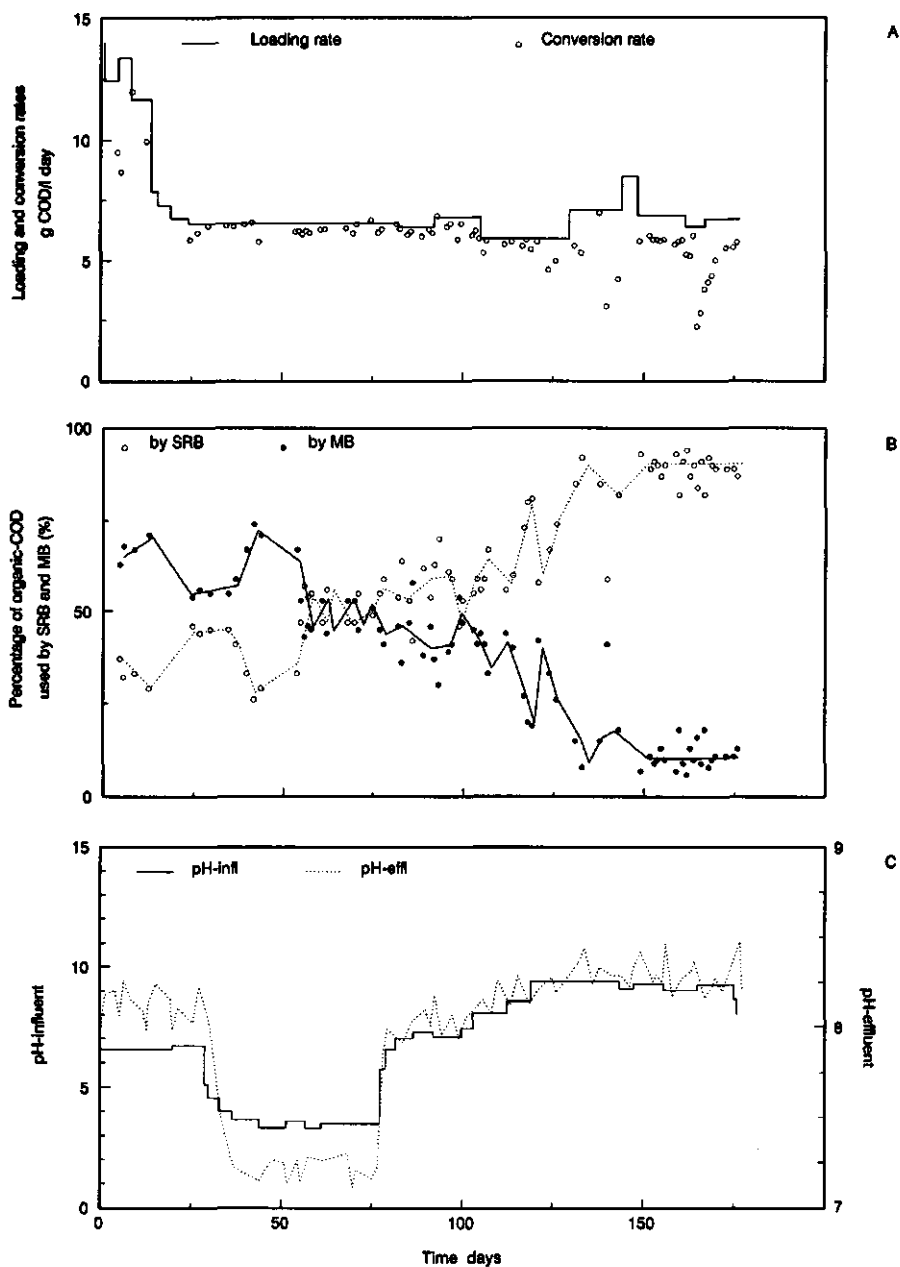 A
Loading rate
Conversion rate
Loading and conversion rates
g COD/l day
15
10
5
0
B
by SRB
by MB
Percentage of organic-COD
used by SRB and MB (%)
100
50
0
C
pH-infl
pH-effl
pH-influent
15
10
5
0
9
8
7
pH-effluent
0
50
100
150
Time days